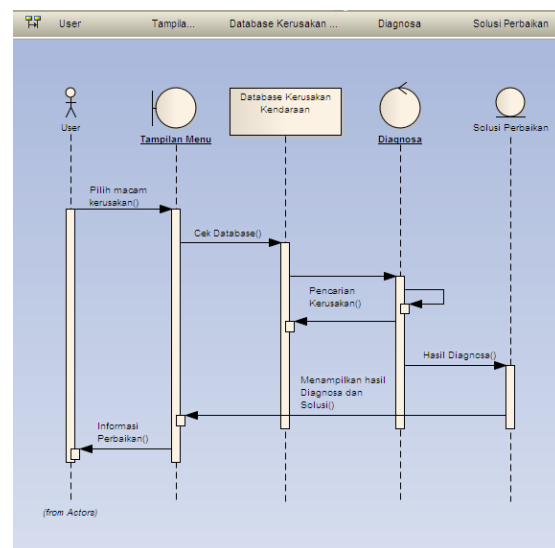 User Tampila... Database Kerusakan ... Diagnosa Solusi Perbaikan
Database Kerusakan
Kendaraan
User
Tampilan Menu
Diagnosa
Solusi Perbaikan
Pilih macam
kerusakan()
Cek Database()
Pencarian
Kerusakan()
Hasil Diagnosa()
Menampilkan hasil
Diagnosa dan
Solusi()
Informasi
Perbaikan()
(from Actors)